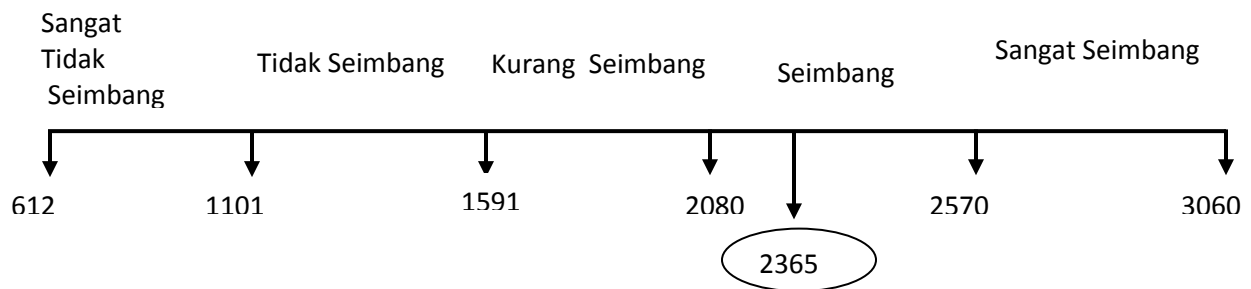 Sangat
Tidak
Seimbang
Tidak Seimbang
Kurang Seimbang
Seimbang
Sangat Seimbang
612
1101
1591
2080
2570
3060
2365